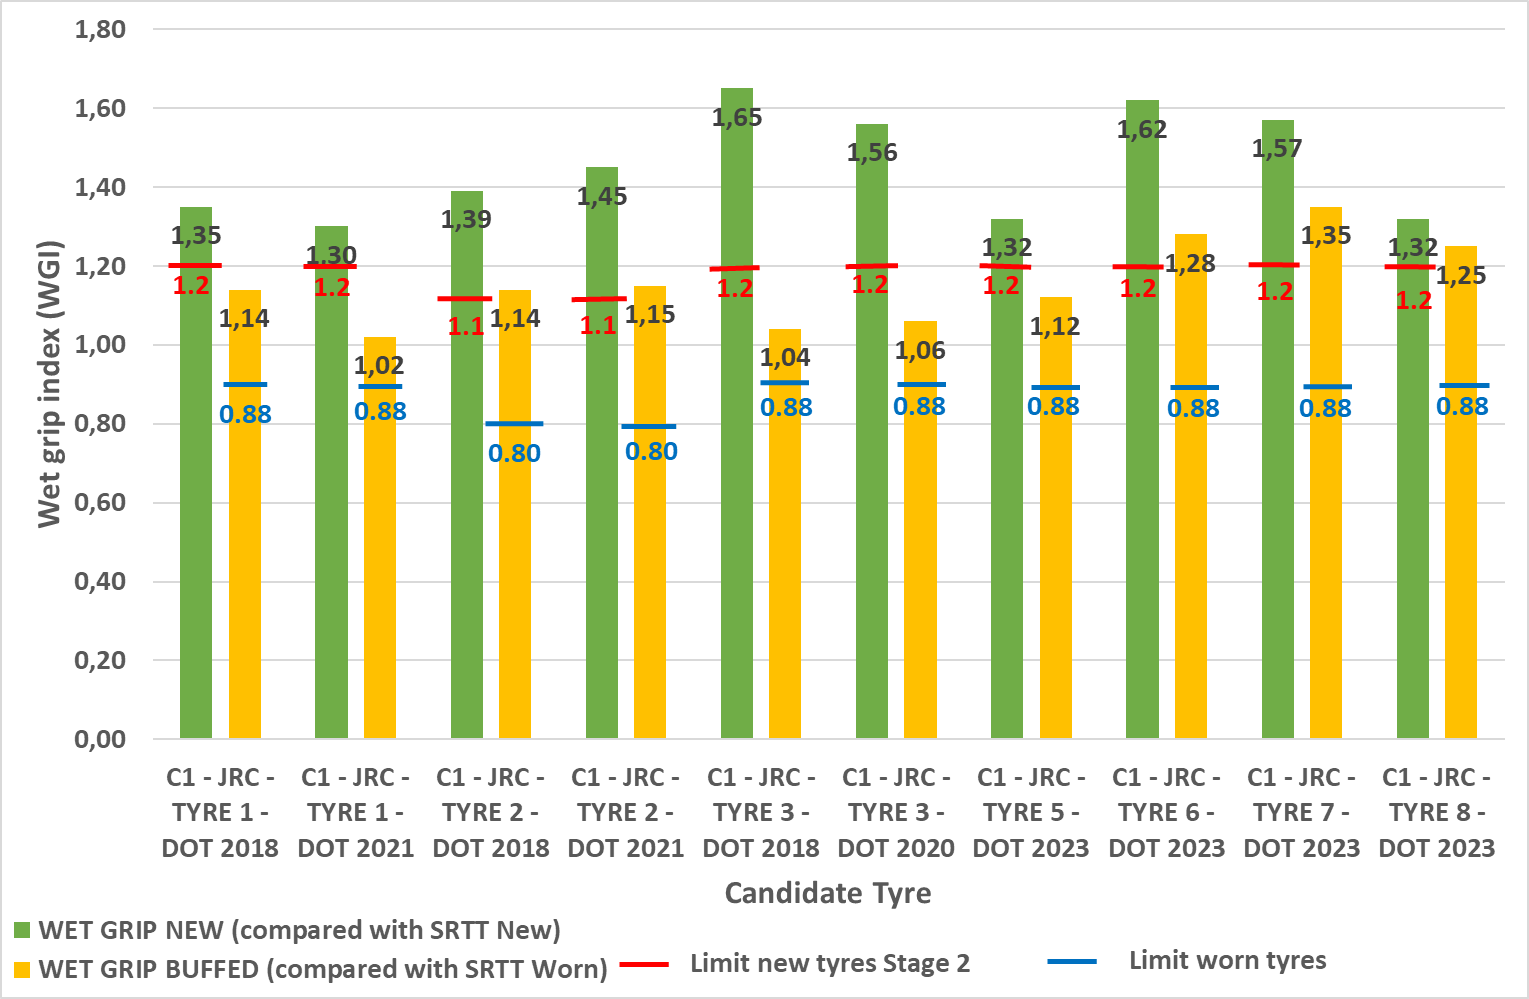 1,80
1,60
1,40
1,20
1,00
0,80
0,60
0,40
0,20
0,00
Wet grip index (WGI)
1,35
1.2
1,14
0.88
1,30
1.2
1,02
0.88
1,39
1.1
1,14
0.80
1,45
1.1
1,15
0.80
1,65
1.2
1,04
0.88
1,56
1.2
1,06
0.88
1,32
1.2
1,12
0.88
1,62
1.2
1,28
0.88
1,57
1.2
1,35
0.88
1,32
1.2
1,25
0.88
C1 - JRC -
TYRE 1 -
DOT 2018
C1 - JRC -
TYRE 1 -
DOT 2021
C1 - JRC -
TYRE 2 -
DOT 2018
C1 - JRC -
TYRE 2 -
DOT 2021
C1 - JRC -
TYRE 3 -
DOT 2018
C1 - JRC -
TYRE 3 -
DOT 2020
C1 - JRC -
TYRE 5 -
DOT 2023
C1 - JRC -
TYRE 6 -
DOT 2023
C1 - JRC -
TYRE 7 -
DOT 2023
C1 - JRC -
TYRE 8 -
DOT 2023
Candidate Tyre
WET GRIP NEW (compared with SRTT New)
WET GRIP BUFFED (compared with SRTT Worn)
Limit new tyres Stage 2
Limit worn tyres